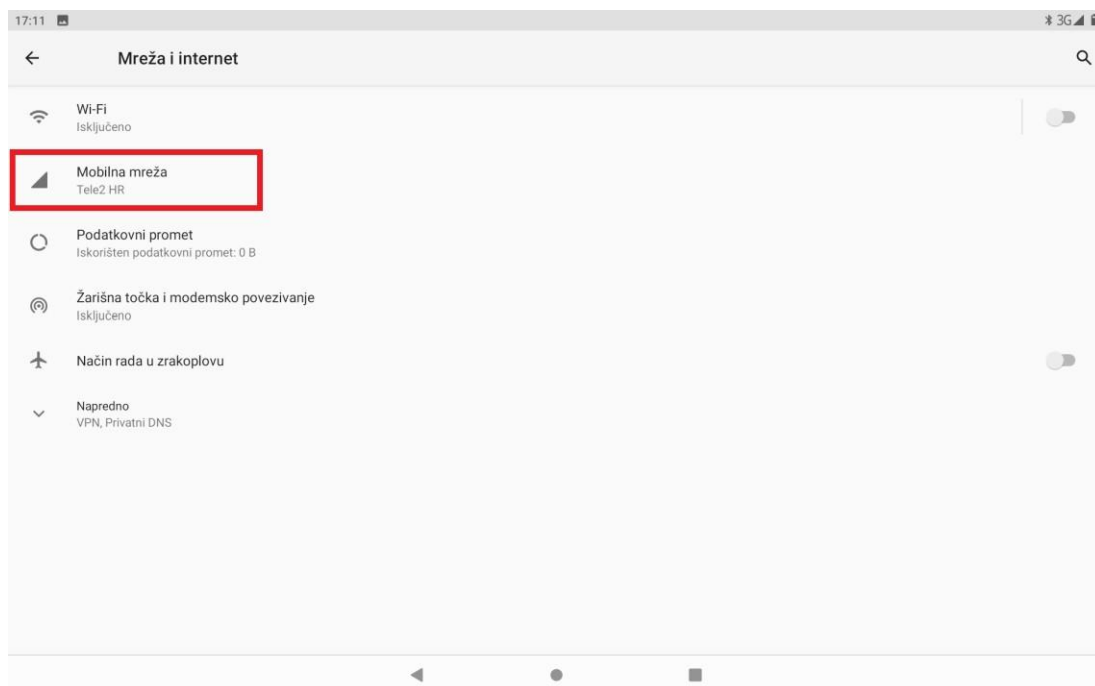 17:11
3G
Mreža i internet
Wi-Fi
Isključeno
Mobilna mreža
Tele2 HR
Podatkovni promet
Iskorišten podatkovni promet: 0 B
Žarišna točka i modemsko povezivanje
Isključeno
Način rada u zrakoplovu
Napredno
VPN, Privatni DNS